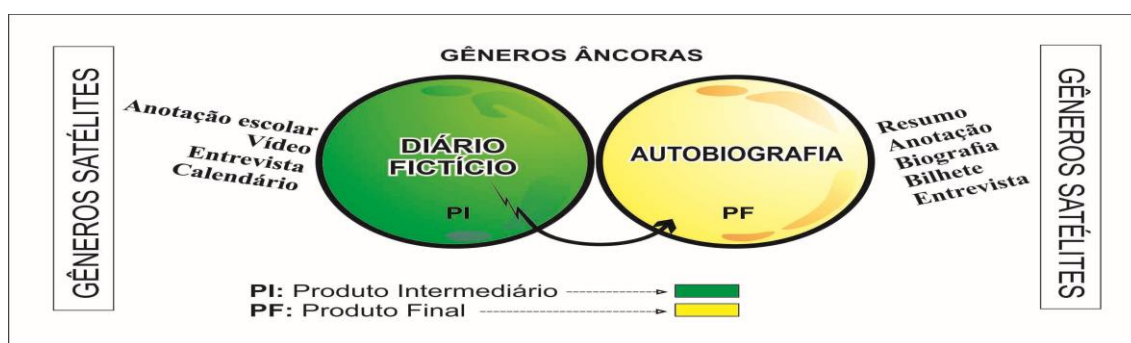 GÊNEROS SATÉLITES
GÊNEROS ÂNCORAS
Anotação escolar
Vídeo
Entrevista
Calendário
DIÁRIO
FICTÍCIO
PI
AUTOBIOGRAFIA
PF
Resumo
Anotação
Biografia
Bilhete
Entrevista
GÊNEROS SATÉLITES
PI: Produto Intermediário
PF: Produto Final